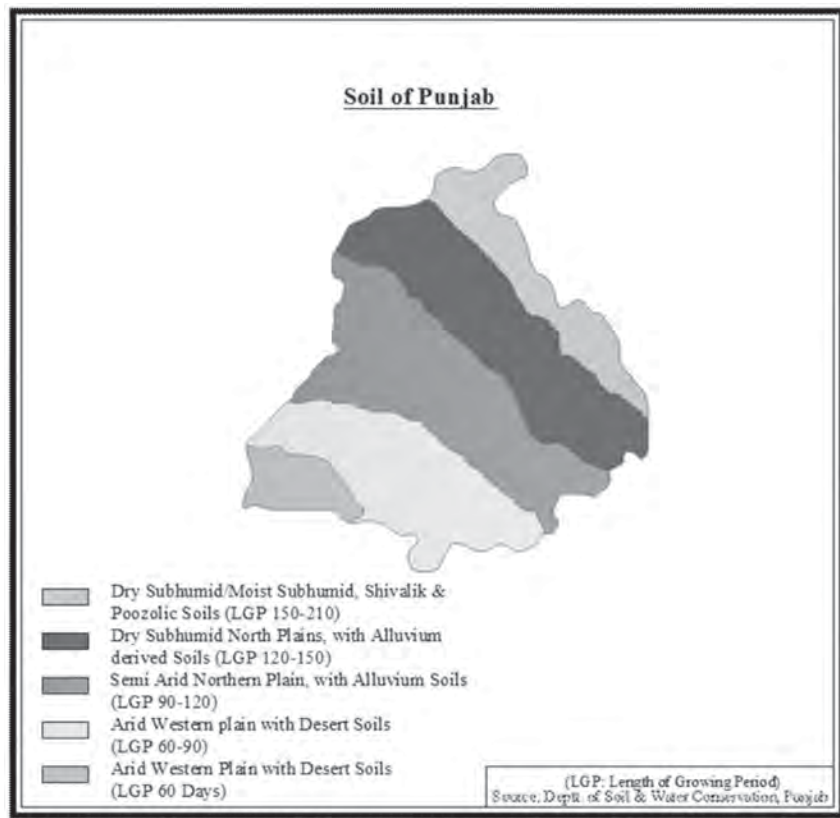 Soil of Punjab
Dry Subhumid/Moist Subhumid, Shivalik &
Poozolic Soils (LGP 150-210)
Dry Subhumid North Plains, with Alluvium
derived Soils (LGP 120-150)
Semi Arid Northern Plain, with Alluvium Soils
(LGP 90-120)
Arid Western plain with Desert Soils
(LGP 60-90)
Arid Western Plain with Desert Soils
(LGP 60 Days)
(LGP: Length of Growing Period)
Source: Deptt. of Soil & Water Conservation, Punjab